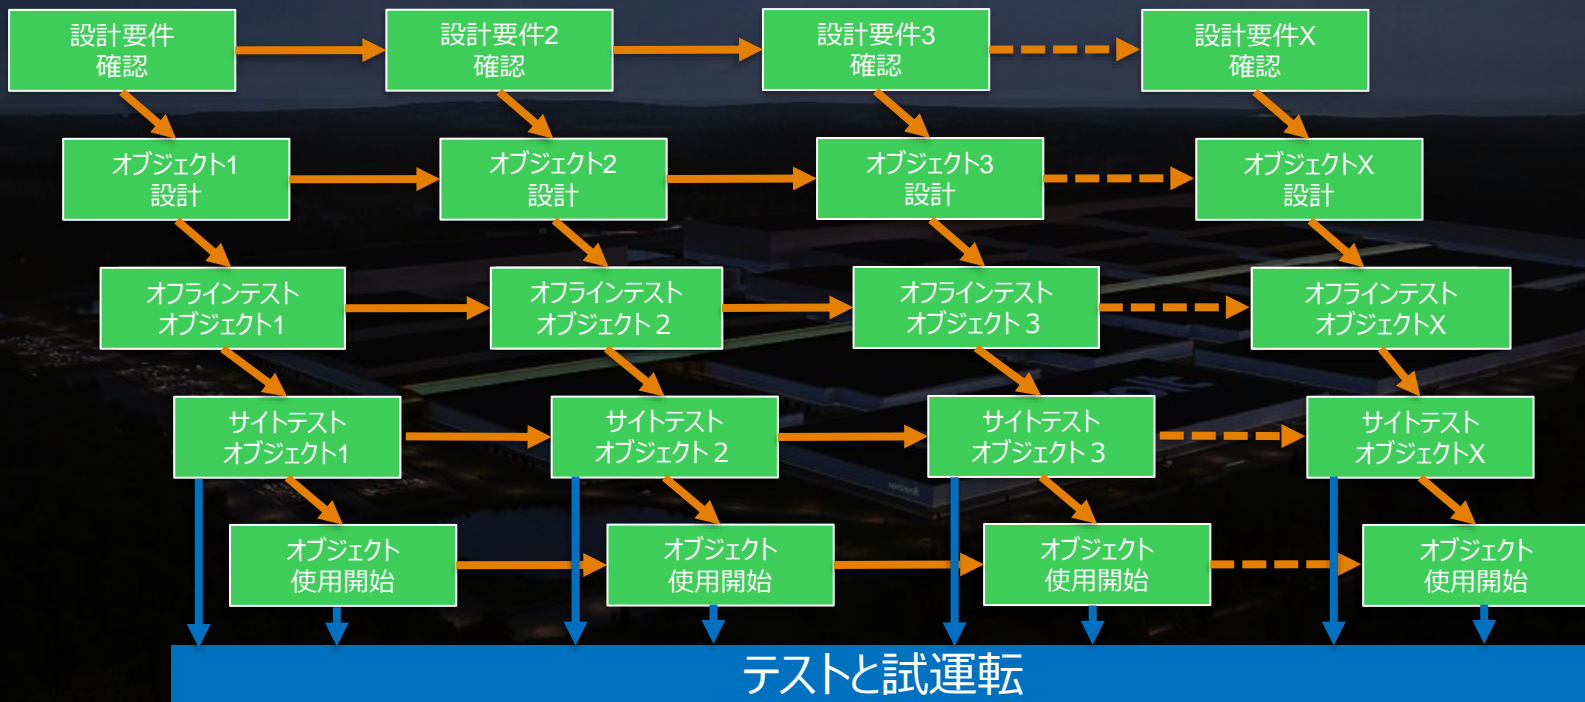 設計要件
確認
設計要件2
確認
設計要件3
確認
設計要件X
確認
オブジェクト1
設計
オブジェクト2
設計
オブジェクト3
設計
オブジェクトX
設計
オフラインテスト
オブジェクト1
オフラインテスト
オブジェクト２
オフラインテスト
オブジェクト３
オフラインテスト
オブジェクトX
サイトテスト
オブジェクト1
サイトテスト
オブジェクト２
サイトテスト
オブジェクト３
サイトテスト
オブジェクトX
オブジェクト
使用開始
オブジェクト
使用開始
オブジェクト
使用開始
オブジェクト
使用開始
テストと試運転